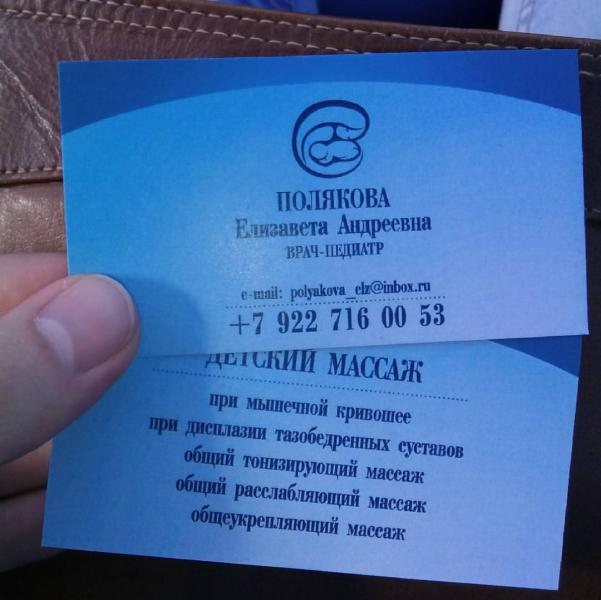 ПОЛЯКОВА
Елизавета Андреевна
ВРАЧ-ПЕДИАТР
e-mail: polyakova_elz@inbox.ru
+7 922 716 00 53
ДЕТСКИЙ МАССАЖ
при мышечной кривошее
при дисплазии тазобедренных суставов
общий тонизирующий массаж
общий расслабляющий массаж
общеукрепляющий массаж